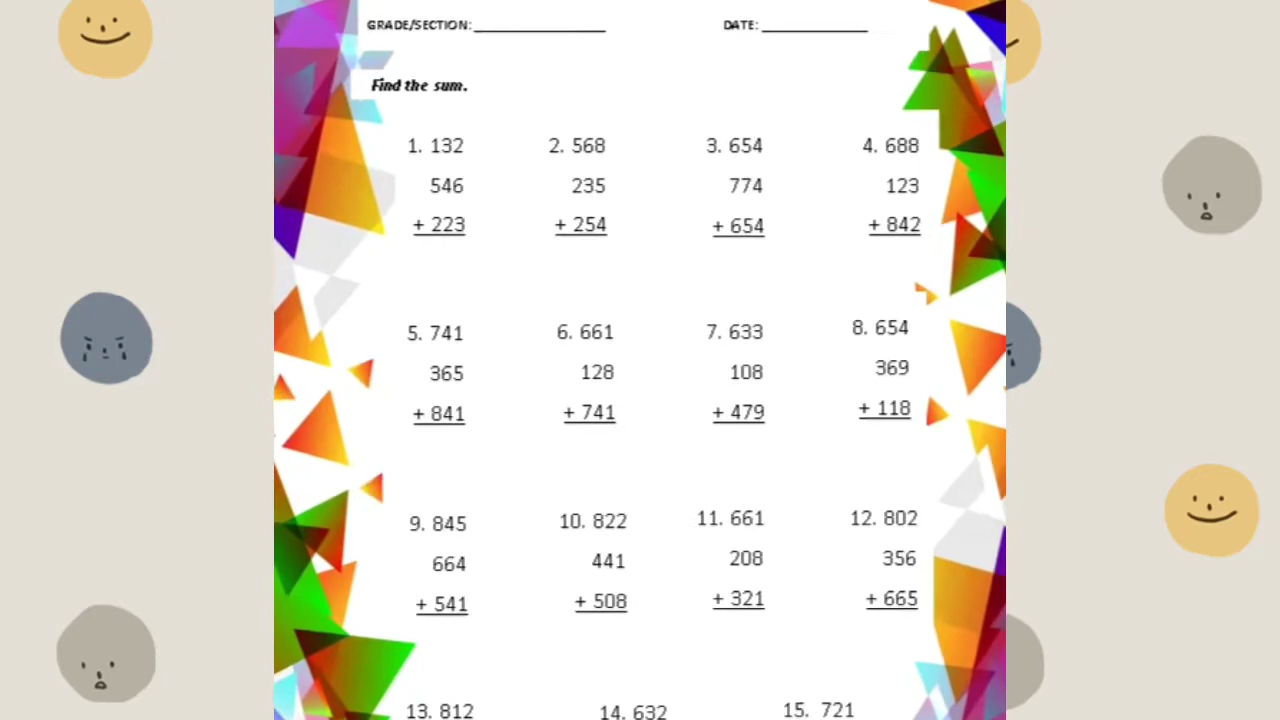 GRADE/SECTION: ________________ DATE: ______________
Find the sum.
1. 132 2. 568 3. 654 4. 688
546 235 774 123
+ 223 + 254 + 654 + 842
5. 741 6. 661 7. 633 8. 654
365 128 108 369
+ 841 + 741 + 479 + 118
9. 845 10. 822 11. 661 12. 802
664 441 208 356
+ 541 + 508 + 321 + 665
13. 812 14. 632 15. 721